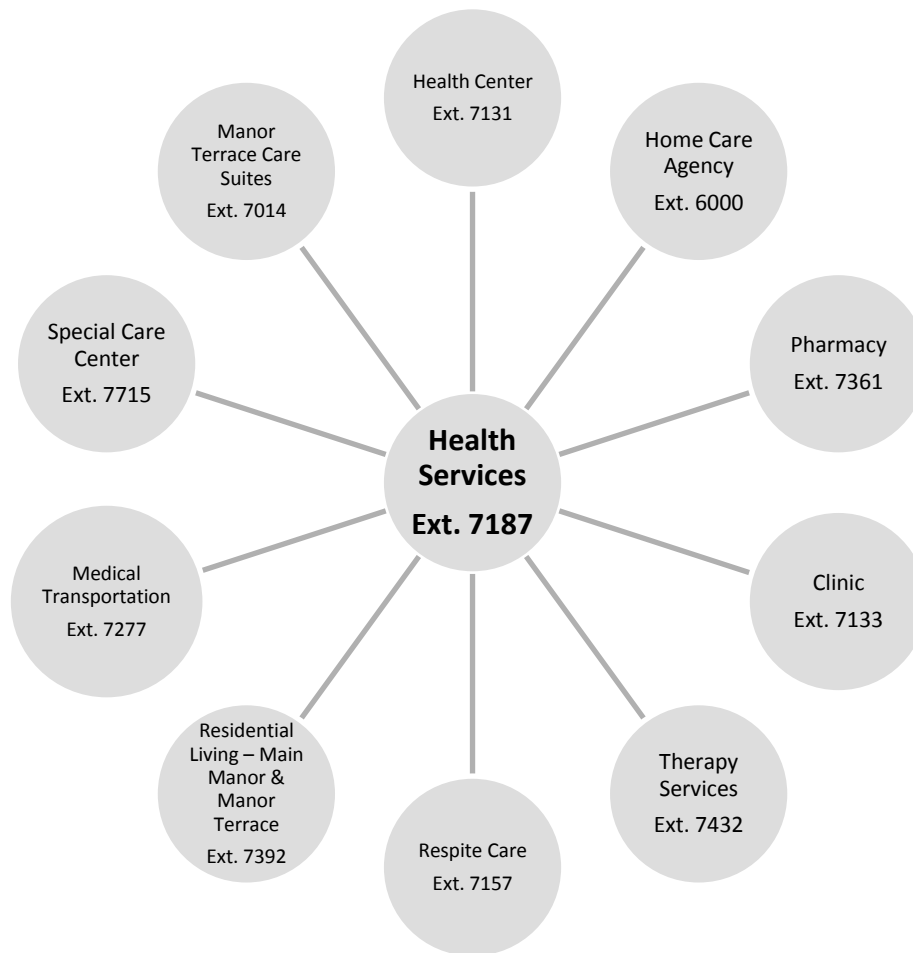 Health Center
Ext. 7131
Home Care
Agency
Ext. 6000
Pharmacy
Ext. 7361
Clinic
Ext. 7133
Therapy
Services
Ext. 7432
Respite Care
Ext. 7157
Residential
Living – Main
Manor &
Manor
Terrace
Ext. 7392
Medical
Transportation
Ext. 7277
Special Care
Center
Ext. 7715
Manor
Terrace Care
Suites
Ext. 7014
Health
Services
Ext. 7187